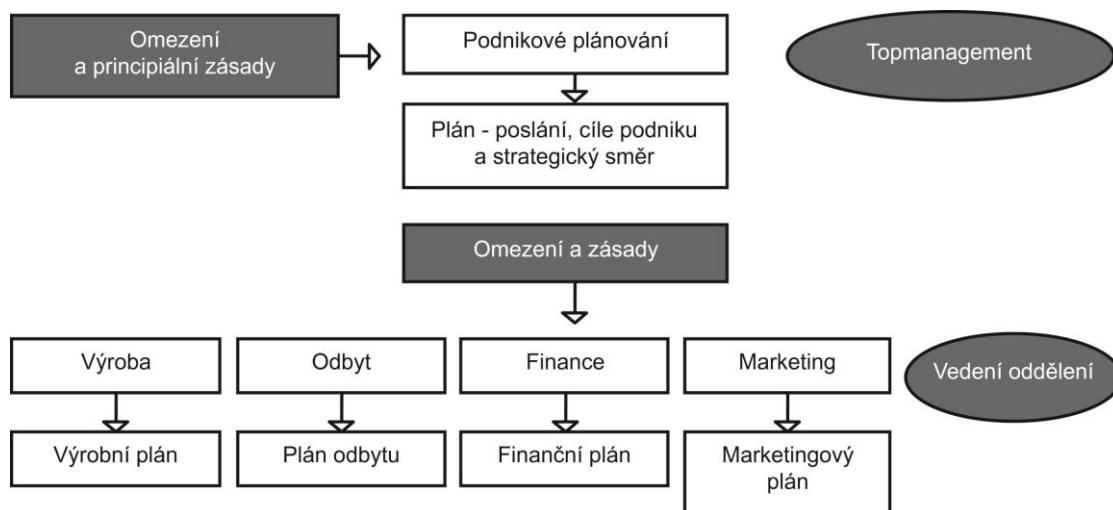 Omezení
a principiální zásady
Podnikové plánování
Topmanagement
Plán - poslání, cíle podniku
a strategický směr
Omezení a zásady
Výroba
Odbyt
Finance
Marketing
Vedení oddělení
Výrobní plán
Plán odbytu
Finanční plán
Marketingový
plán